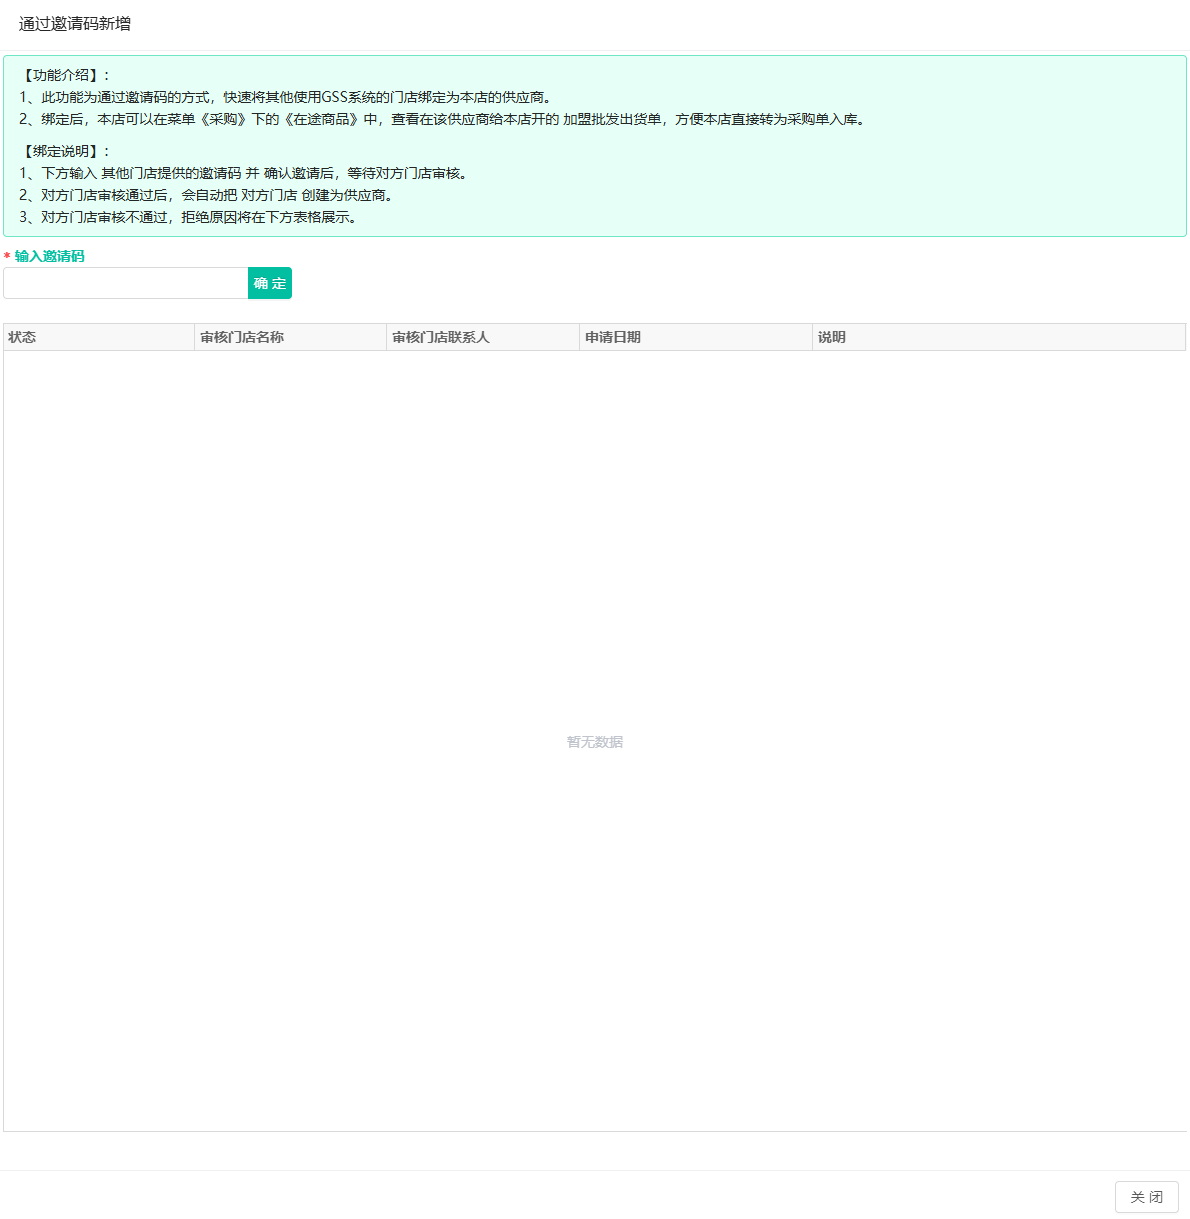 通过邀请码新增
【功能介绍】：
1、此功能为通过邀请码的方式，快速将其他使用GSS系统的门店绑定为本店的供应商。
2、绑定后，本店可以在菜单《采购》下的《在途商品》中，查看在该供应商给本店开的 加盟批发出货单，方便本店直接转为采购单入库。
【绑定说明】：
1、下方输入 其他门店提供的邀请码 并 确认邀请后，等待对方门店审核。
2、对方门店审核通过后，会自动把 对方门店 创建为供应商。
3、对方门店审核不通过，拒绝原因将在下方表格展示。
* 输入邀请码
确 定
状态 审核门店名称 审核门店联系人 申请日期 说明
暂无数据
关 闭